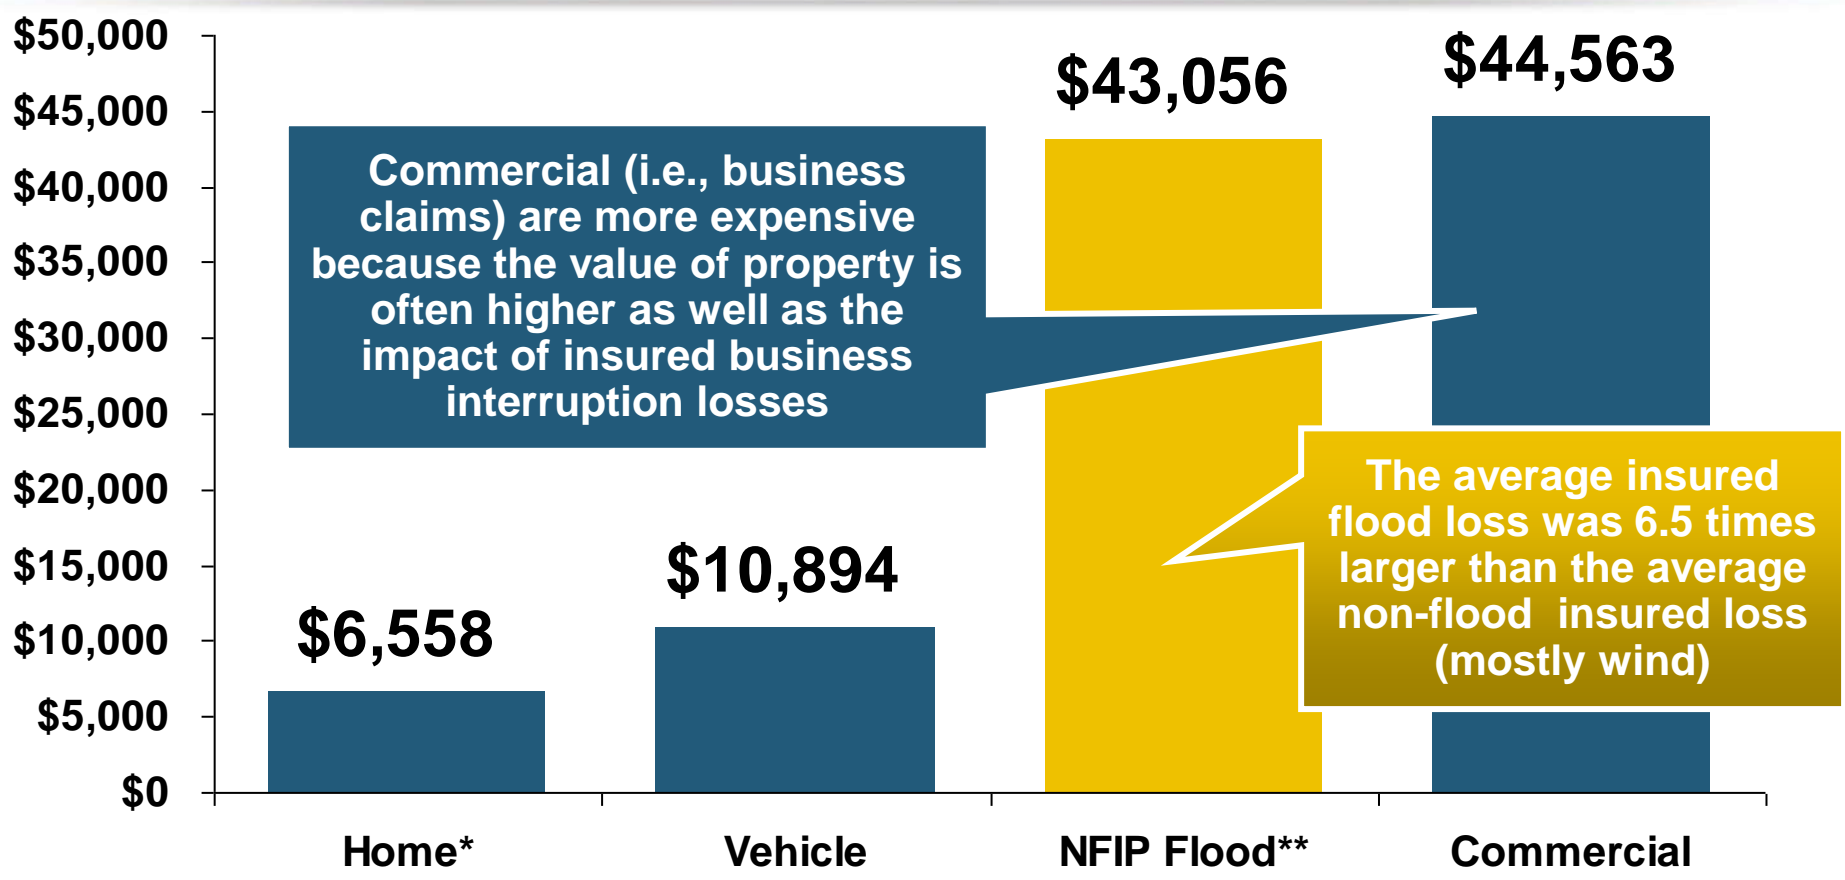 $50,000
$45,000
$40,000
$35,000
$30,000
$25,000
$20,000
$15,000
$10,000
$5,000
$0
$6,558
$10,894
$43,056
$44,563
Commercial (i.e., business
claims) are more expensive
because the value of property is
often higher as well as the
impact of insured business
interruption losses
The average insured
flood loss was 6.5 times
larger than the average
non-flood  insured loss
(mostly wind)
Home*
Vehicle
NFIP Flood**
Commercial